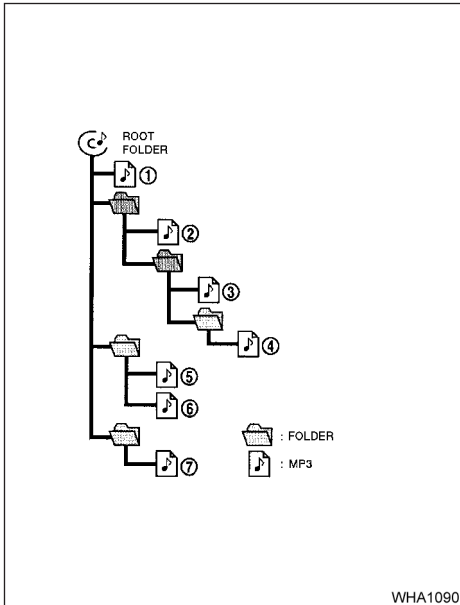 ROOT
FOLDER
①
②
③
④
⑤
⑥
: FOLDER
⑦
: MP3
WHA1090